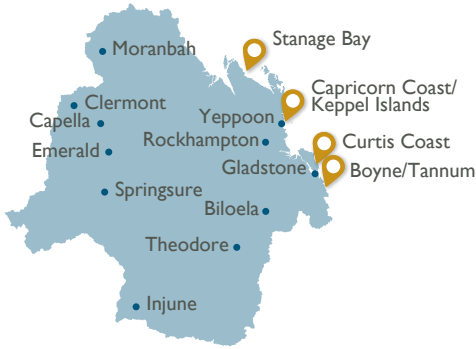 Stanage Bay
Moranbah
Capricorn Coast/
Keppel Islands
Clermont
Capella
Yeppoon
Emerald
Rockhampton
Curtis Coast
Gladstone
Boyne/Tannum
Springsure
Biloela
Theodore
Injune